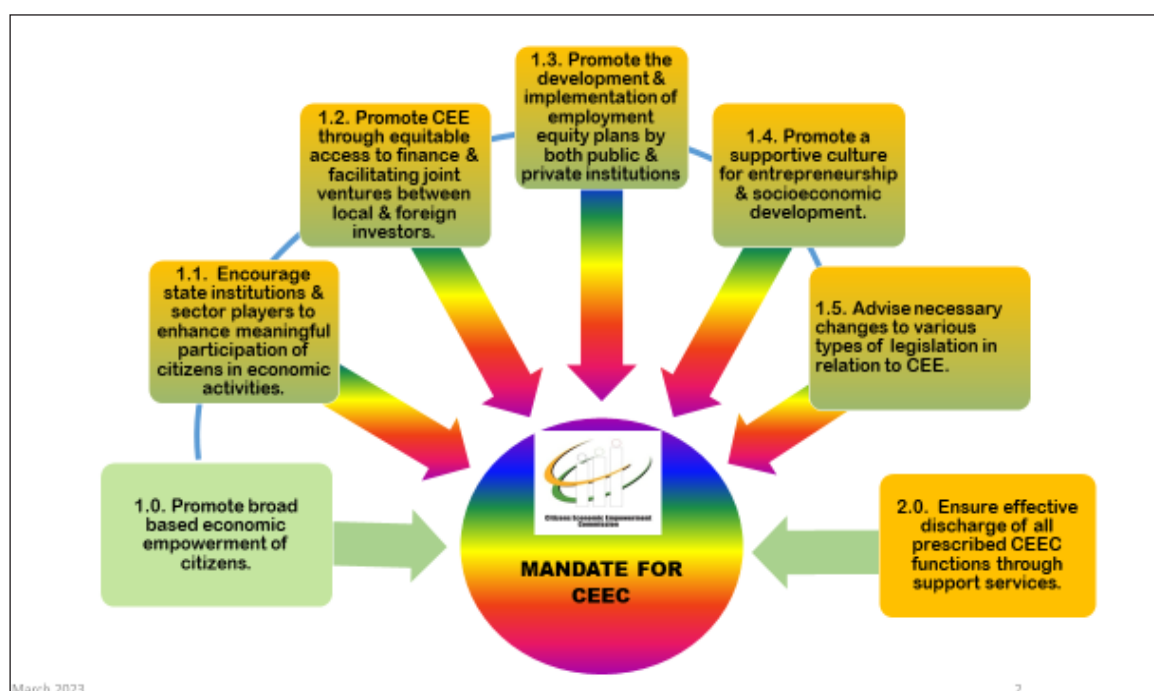 1.3. Promote the
development &
implementation of
employment
equity plans by
both public &
private institutions
1.2. Promote CEE
through equitable
access to finance &
facilitating joint
ventures between
local & foreign
investors.
1.4. Promote a
supportive culture
for entrepreneurship
& socioeconomic
development.
1.1. Encourage
state institutions &
sector players to
enhance meaningful
participation of
citizens in economic
activities.
1.5. Advise necessary
changes to various
types of legislation in
relation to CEE.
1.0. Promote broad
based economic
empowerment of
citizens.
Citizens Economic Empowerment
Commission
MANDATE FOR
CEEC
2.0. Ensure effective
discharge of all
prescribed CEEC
functions through
support services.
March 2023
2